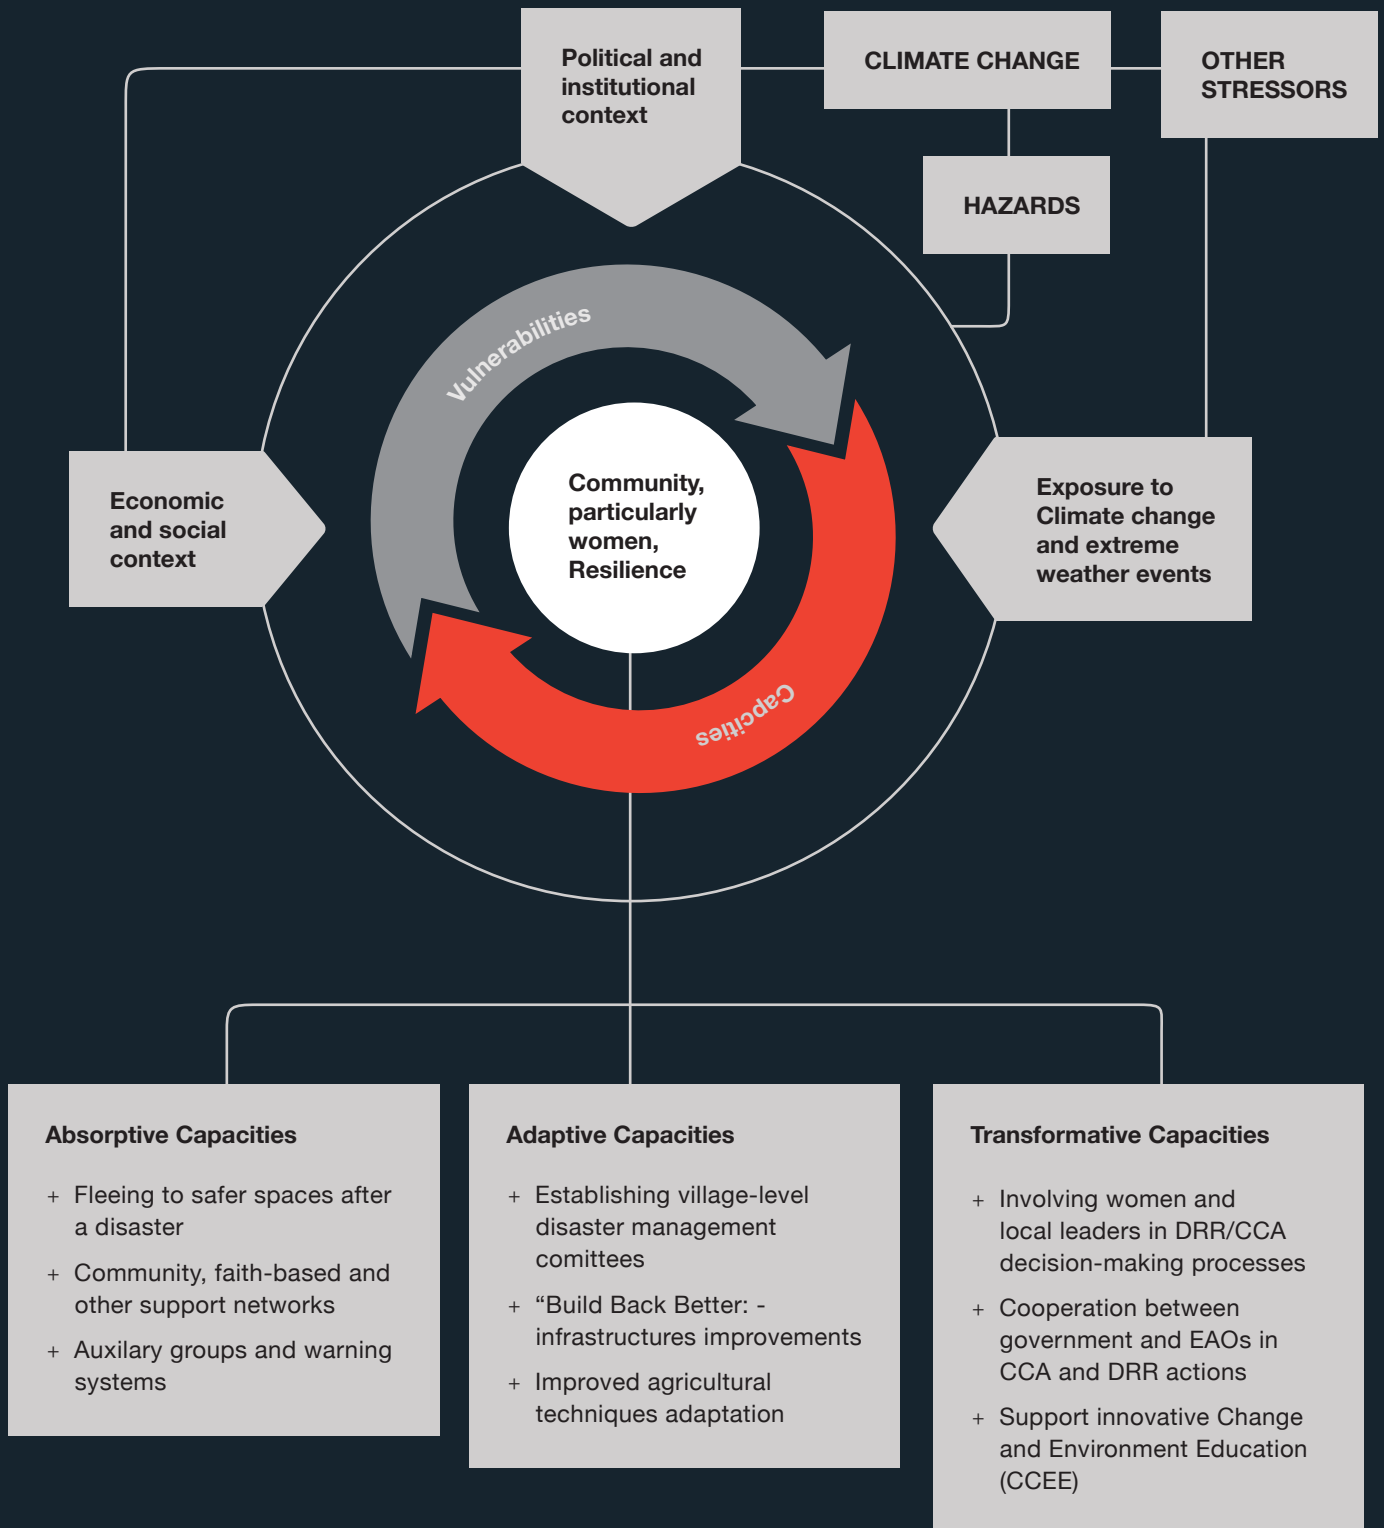 Political and
institutional
context
CLIMATE CHANGE
OTHER
STRESSORS
HAZARDS
Vulnerabilities
Community,
particularly
women,
Resilience
Economic
and social
context
Exposure to
Climate change
and extreme
weather events
Capcities
Absorptive Capacities
+ Fleeing to safer spaces after
a disaster
+ Community, faith-based and
other support networks
+ Auxilary groups and warning
systems
Adaptive Capacities
+ Establishing village-level
disaster management
comittees
+ “Build Back Better: -
infrastructures improvements
+ Improved agricultural
techniques adaptation
Transformative Capacities
+ Involving women and
local leaders in DRR/CCA
decision-making processes
+ Cooperation between
government and EAOs in
CCA and DRR actions
+ Support innovative Change
and Environment Education
(CCEE)